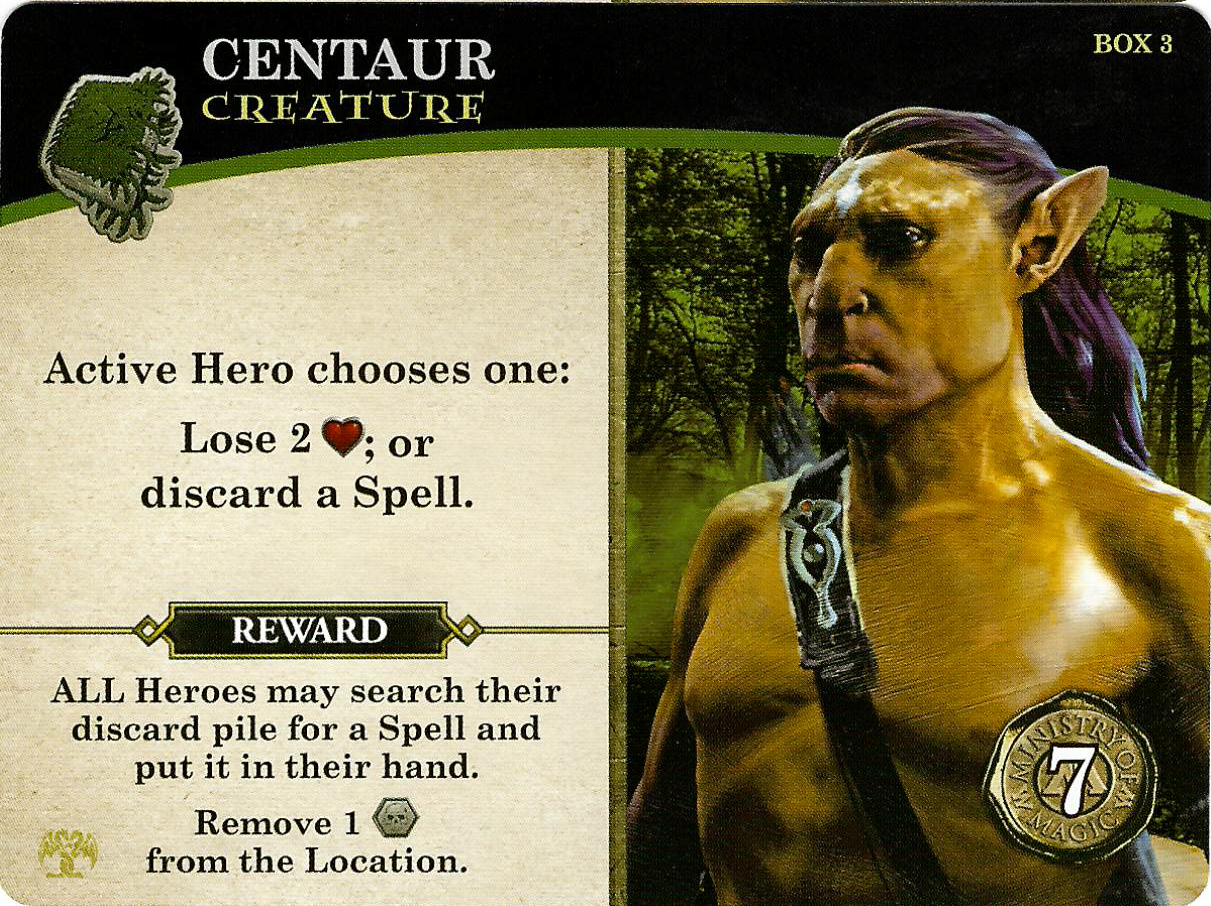 CENTAUR
CREATURE
BOX 3
Active Hero chooses one:
Lose 2 ; or
discard a Spell.
REWARD
ALL Heroes may search their
discard pile for a Spell and
put it in their hand.
Remove 1
from the Location.
MINISTRY OF
MAGIC
7